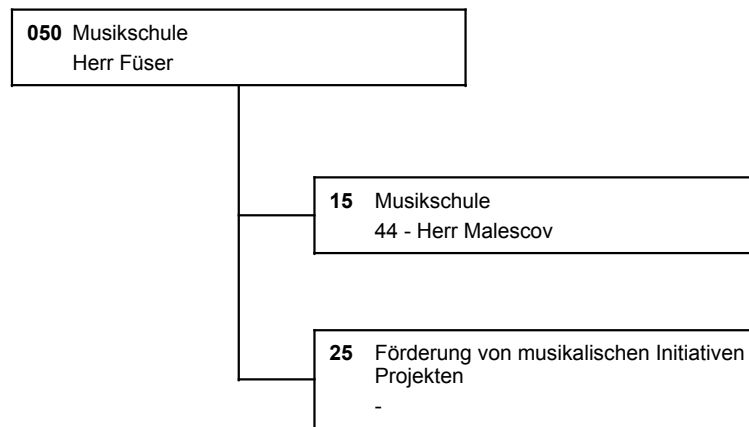 050 Musikschule
Herr Füser
15 Musikschule
44 - Herr Malescov
25 Förderung von musikalischen Initiativen
Projekten
-